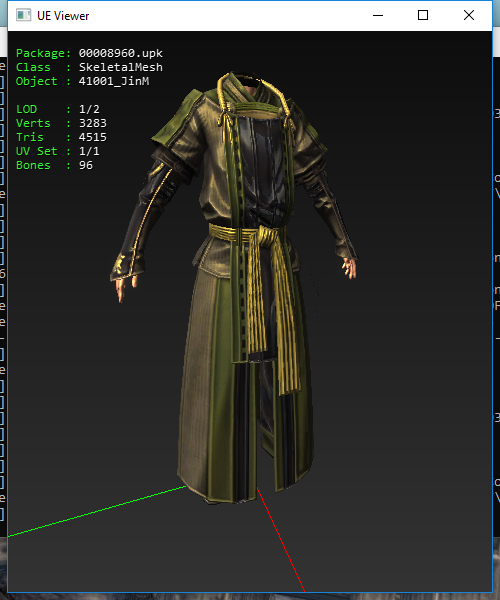 UE Viewer
Package: 00008960.upk
Class : SkeletalMesh
Object : 41001_JinM
LOD : 1/2
Verts : 3283
Tris : 4515
UV Set : 1/1
Bones : 96